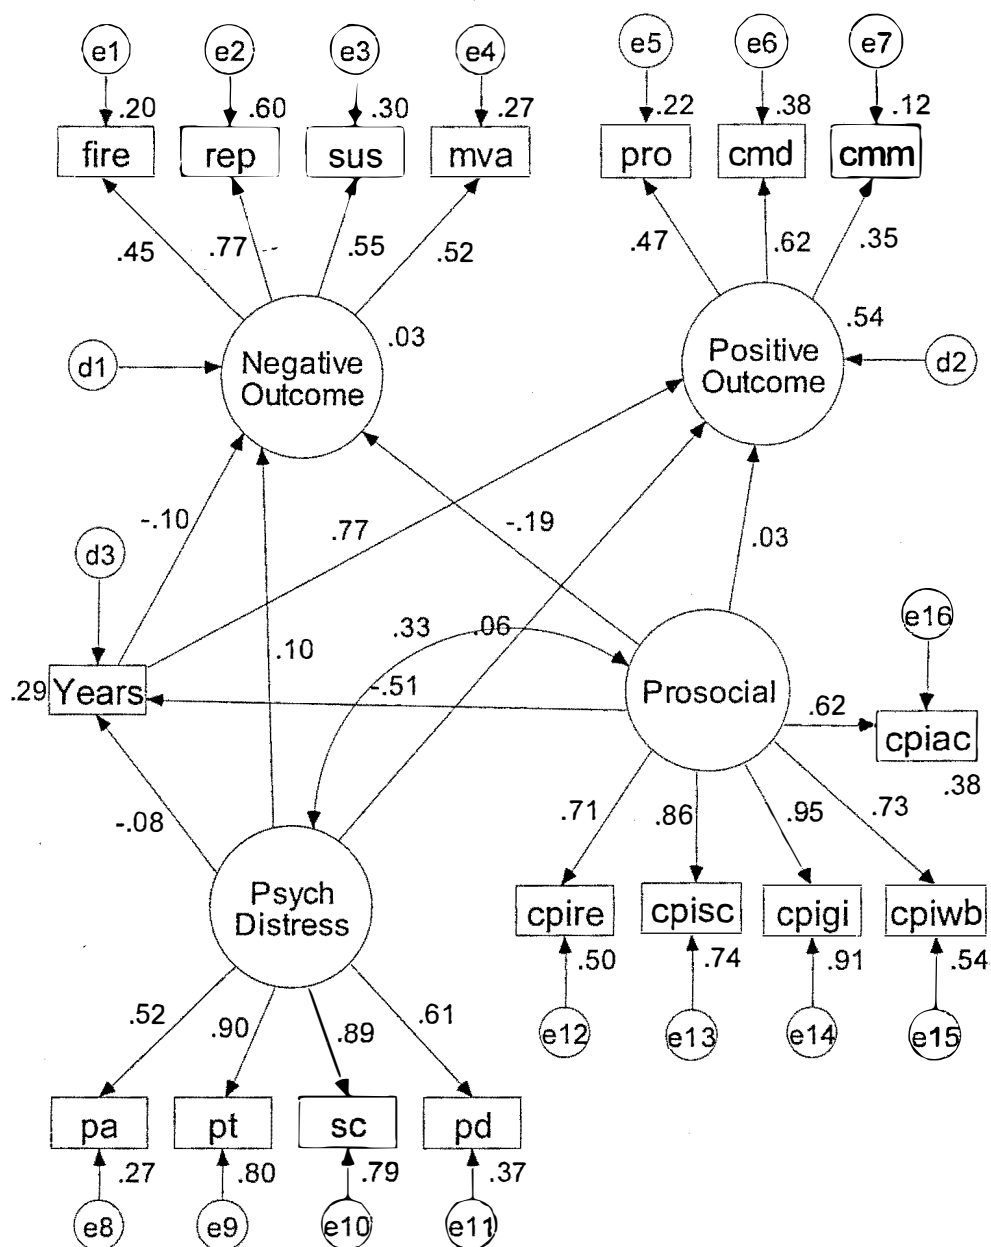 e1 e2 e3 e4 e5 e6 e7
.20 .60 .30 .27 .22 .38 .12
fire rep sus mva pro cmd cmm
.45 .77 .55 .52 .47 .62 .35
.03 .54
d1 Negative
Outcome
Positive
Outcome d2
-.10 .77 -.19 .03
d3
e16
.33 .06
.10
-.51
.29 Years Prosocial .62 cpiac
.38
-.08 .71 .86 .95 .73
Psych
Distress
cpire cpisc cpigi cpiwb
.50 .74 .91 .54
.52 .90 .89 .61
e12 e13 e14 e15
pa pt sc pd
.27 .80 .79 .37
e8 e9 e10 e11